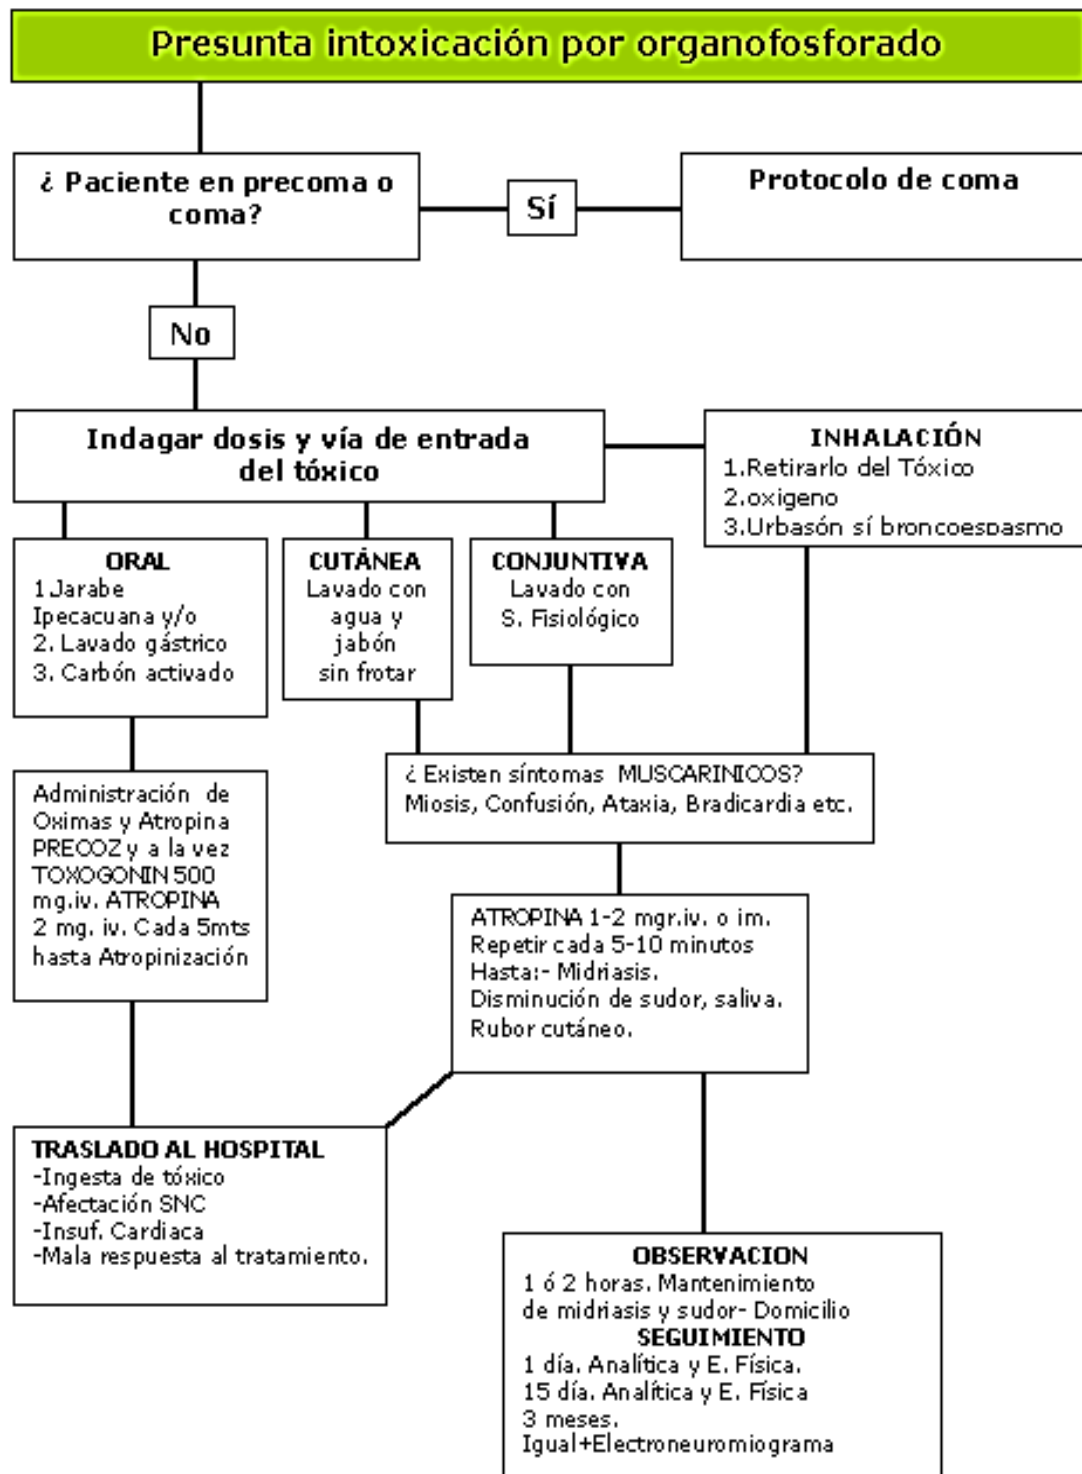 Presunta intoxicación por organofosforado
¿ Paciente en precoma o
coma?
Sí
Protocolo de coma
No
Indagar dosis y vía de entrada
del tóxico
INHALACIÓN
1.Retirarlo del Tóxico
2.oxigeno
3.Urbasón sí broncoespasmo
ORAL
1.Jarabe
Ipecacuana y/o
2. Lavado gástrico
3. Carbón activado
CUTÁNEA
Lavado con
agua y
jabón
sin frotar
CONJUNTIVA
Lavado con
S. Fisiológico
¿ Existen síntomas MUSCARINICOS?
Miosis, Confusión, Ataxia, Bradicardia etc.
Administración de
Oximas y Atropina
PRECOZ y a la vez
TOXOGONIN 500
mg.iv. ATROPINA
2 mg. iv. Cada 5mts
hasta Atropinización
ATROPINA 1-2 mgr.iv. o im.
Repetir cada 5-10 minutos
Hasta:- Midriasis.
Disminución de sudor, saliva.
Rubor cutáneo.
TRASLADO AL HOSPITAL
-Ingesta de tóxico
-Afectación SNC
-Insuf. Cardiaca
-Mala respuesta al tratamiento.
OBSERVACION
1 ó 2 horas. Mantenimiento
de midriasis y sudor- Domicilio
SEGUIMIENTO
1 día. Analítica y E. Física.
15 día. Analítica y E. Física
3 meses.
Igual+Electroneuromiograma